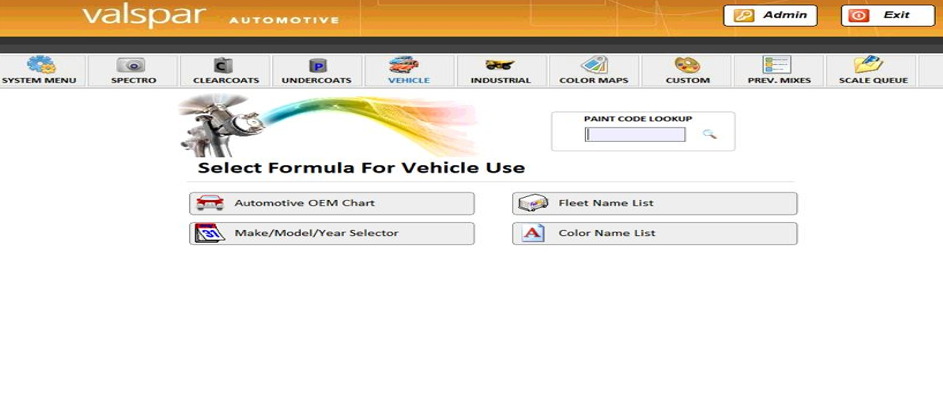 valspar AUTOMOTIVE
Admin Exit
SYSTEM MENU SPECTRO CLEARCOATS UNDERCOATS VEHICLE INDUSTRIAL COLOR MAPS CUSTOM PREV. MIXES SCALE QUEUE
PAINT CODE LOOKUP
Select Formula For Vehicle Use
Automotive OEM Chart
Fleet Name List
Make/Model/Year Selector
Color Name List